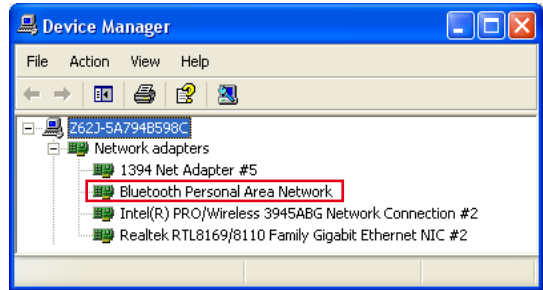 Device Manager
File Action View Help
Z62J-5A794B598C
Network adapters
1394 Net Adapter #5
Bluetooth Personal Area Network
Intel(R) PRO/Wireless 3945ABG Network Connection #2
Realtek RTL8169/8110 Family Gigabit Ethernet NIC #2